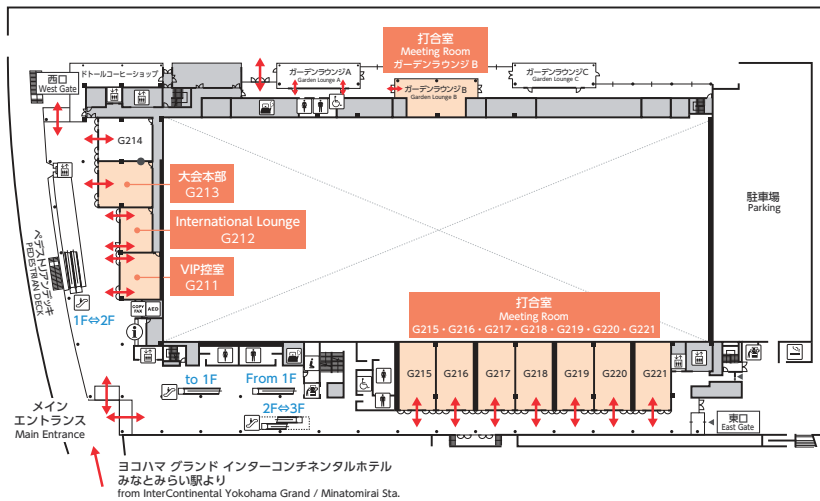 打合室
Meeting Room
ガーデンラウンジ B
ドトールコーヒーショップ
ガーデンラウンジA
Garden Lounge A
ガーデンラウンジC
Garden Lounge C
西口
West Gate
ガーデンラウンジB
Garden Lounge B
G214
大会本部
G213
International Lounge
G212
VIP控室
G211
駐車場
Parking
ペデストリアンデッキ
PEDESTRIAN DECK
COPY
FAX
AED
1F⇔2F
打合室
Meeting Room
G215・G216・G217・G218・G219・G220・G221
to 1F
From 1F
2F⇔3F
G215
G216
G217
G218
G219
G220
G221
メイン
エントランス
Main Entrance
東口
East Gate
ヨコハマ グランド インターコンチネンタルホテル
みなとみらい駅より
from InterContinental Yokohama Grand / Minatomirai Sta.